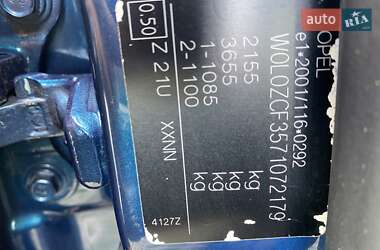 auto RIA.com
OPEL
e1*2001/116*0292
W0L0ZCF3571072179
2155 kg
3655 kg
1-1085 kg
2-1100 kg
0.50 Z 21U XXNN
4127Z